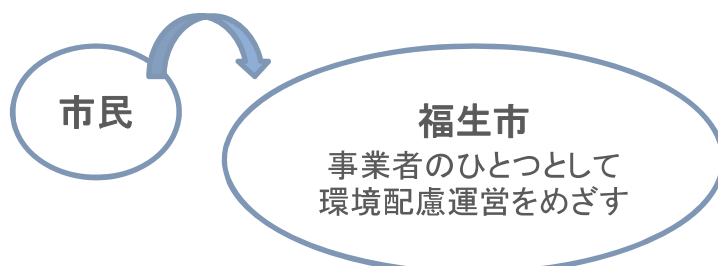 市民
福生市
事業者のひとつとして
環境配慮運営をめざす